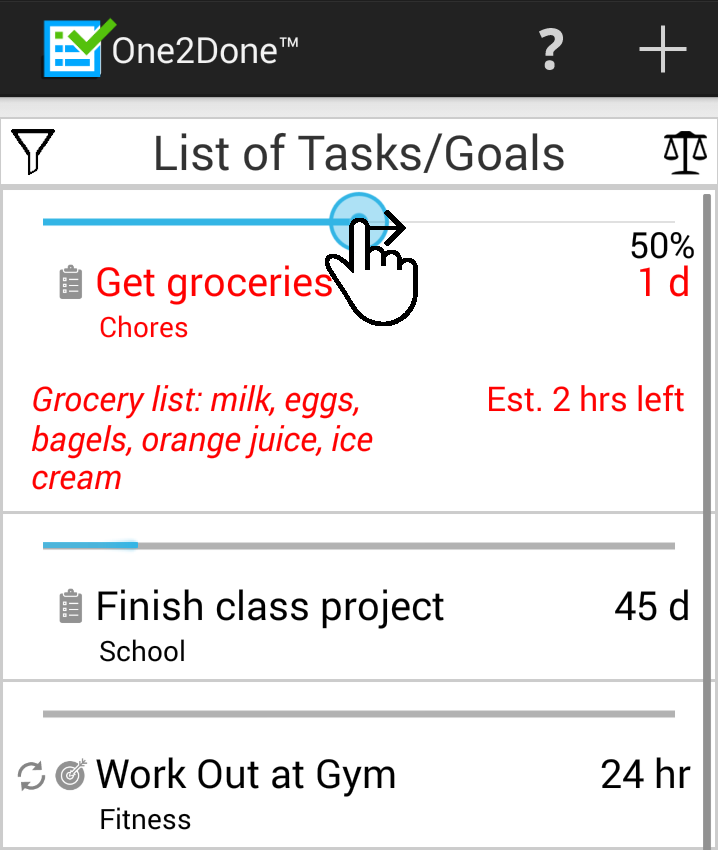 One2Done™ ?
List of Tasks/Goals
50%
Get groceries 1 d
Chores
Grocery list: milk, eggs, Est. 2 hrs left
bagels, orange juice, ice
cream
Finish class project 45 d
School
Work Out at Gym 24 hr
Fitness